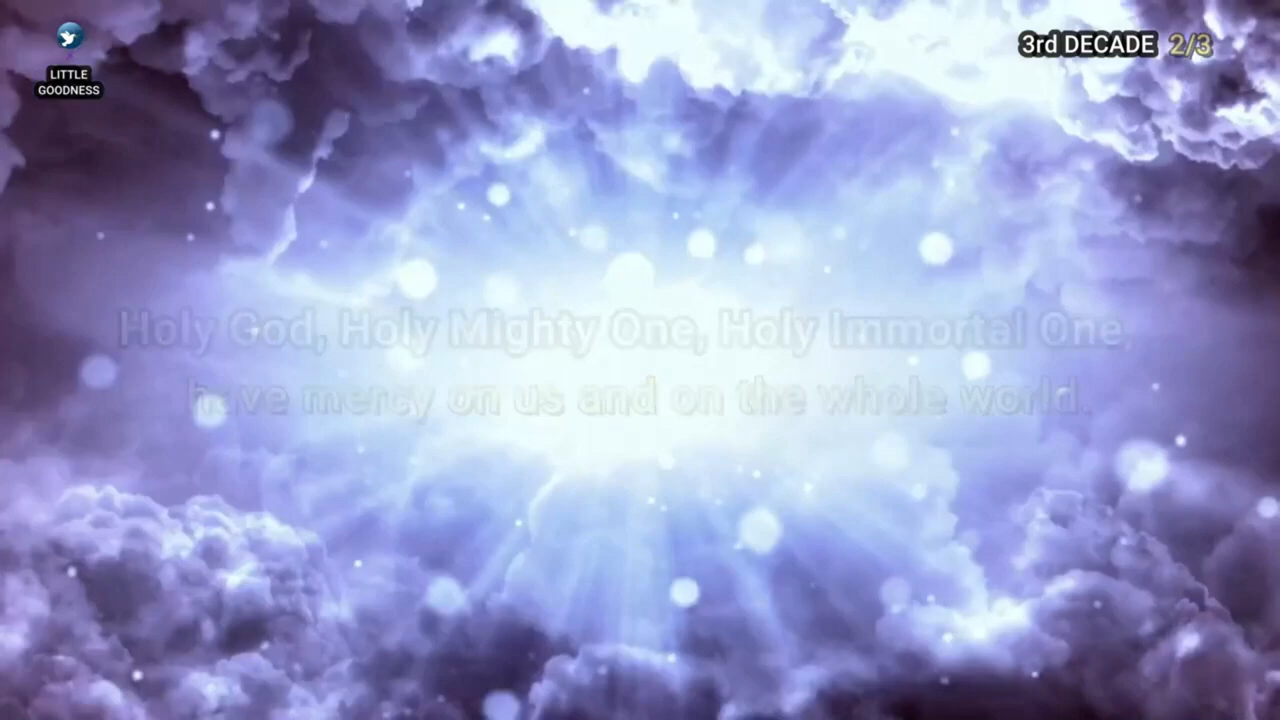 LITTLE
GOODNESS
3rd DECADE 2/3
Holy God, Holy Mighty One, Holy Immortal One,
have mercy on us and on the whole world.